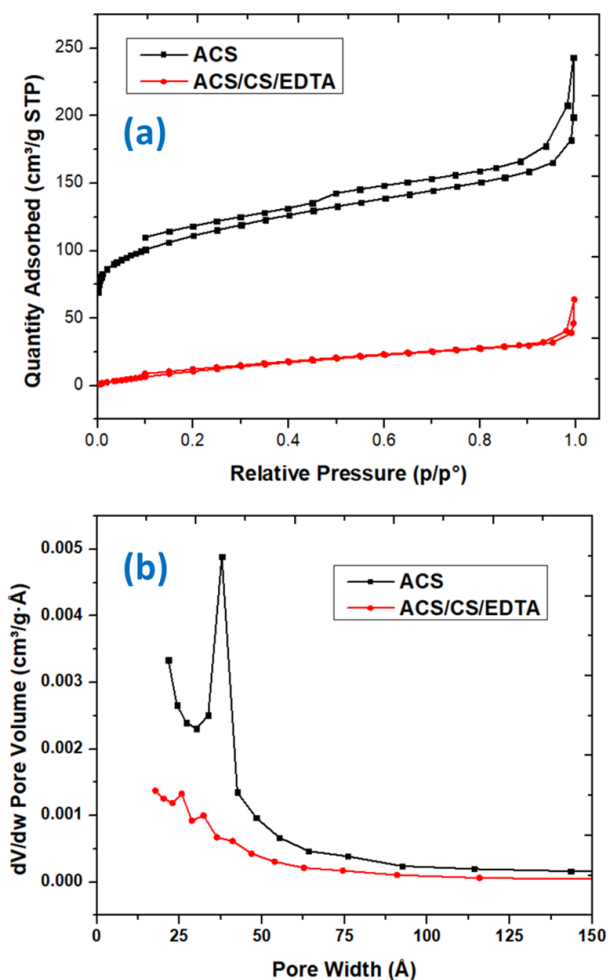 250
200
150
100
50
0
Quantity Adsorbed (cm³/g STP)
ACS
ACS/CS/EDTA
(a)
0.0 0.2 0.4 0.6 0.8 1.0
Relative Pressure (p/p°)
0.005
0.004
0.003
0.002
0.001
0.000
dV/dw Pore Volume (cm³/g·Å)
(b)
ACS
ACS/CS/EDTA
0 25 50 75 100 125 150
Pore Width (Å)